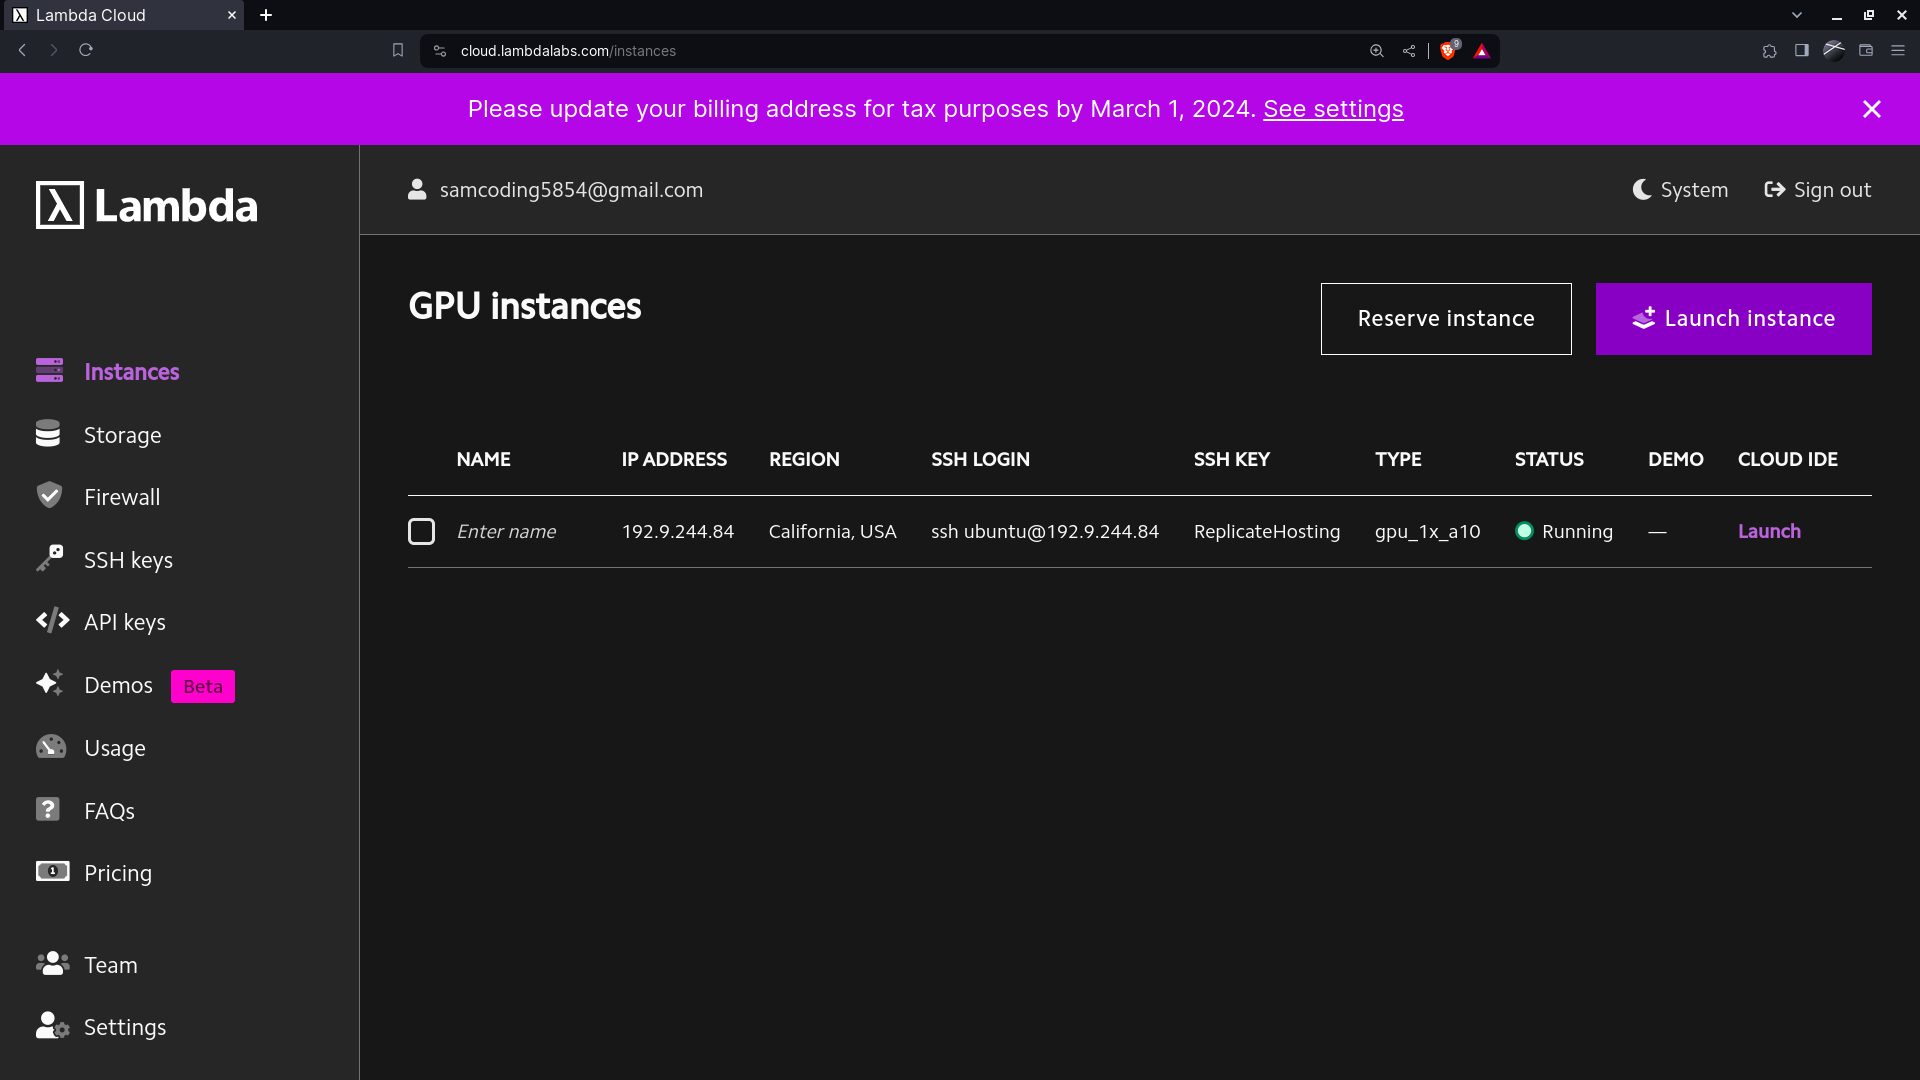 Lambda Cloud
cloud.lambdalabs.com/instances
9
Please update your billing address for tax purposes by March 1, 2024. See settings
Lambda
samcoding5854@gmail.com
System
Sign out
GPU instances
Reserve instance
Launch instance
Instances
Storage
Firewall
SSH keys
API keys
Demos Beta
Usage
FAQs
Pricing
Team
Settings
NAME IP ADDRESS REGION SSH LOGIN SSH KEY TYPE STATUS DEMO CLOUD IDE
Enter name 192.9.244.84 California, USA ssh ubuntu@192.9.244.84 ReplicateHosting gpu_1x_a10 Running — Launch